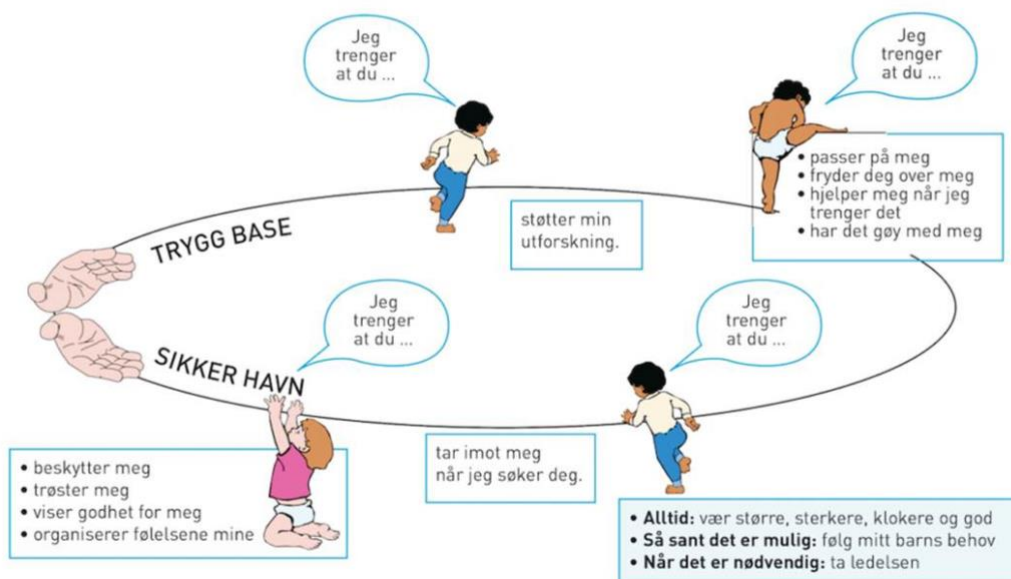 Jeg
trenger
at du ...
Jeg
trenger
at du ...
• passer på meg
• fryder deg over meg
• hjelper meg når jeg
trenger det
• har det gøy med meg
støtter min
utforskning.
TRYGG BASE
SIKKER HAVN
Jeg
trenger
at du ...
Jeg
trenger
at du ...
• beskytter meg
• trøster meg
• viser godhet for meg
• organiserer følelsene mine
tar imot meg
når jeg søker deg.
• Alltid: vær større, sterkere, klokere og god
• Så sant det er mulig: følg mitt barns behov
• Når det er nødvendig: ta ledelsen